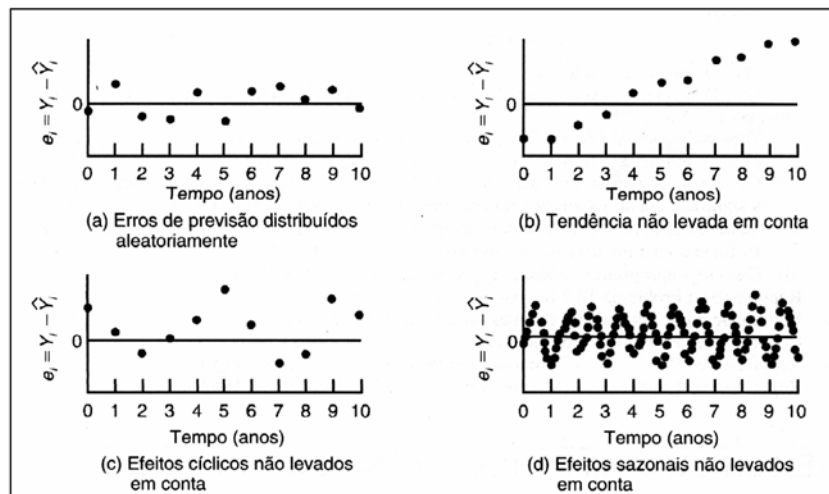 e_i = Y_i − Ŷ_i
0
0 1 2 3 4 5 6 7 8 9 10
Tempo (anos)
(a) Erros de previsão distribuídos
aleatoriamente
e_i = Y_i − Ŷ_i
0
0 1 2 3 4 5 6 7 8 9 10
Tempo (anos)
(b) Tendência não levada em conta
e_i = Y_i − Ŷ_i
0
0 1 2 3 4 5 6 7 8 9 10
Tempo (anos)
(c) Efeitos cíclicos não levados
em conta
e_i = Y_i − Ŷ_i
0
0 1 2 3 4 5 6 7 8 9 10
Tempo (anos)
(d) Efeitos sazonais não levados
em conta